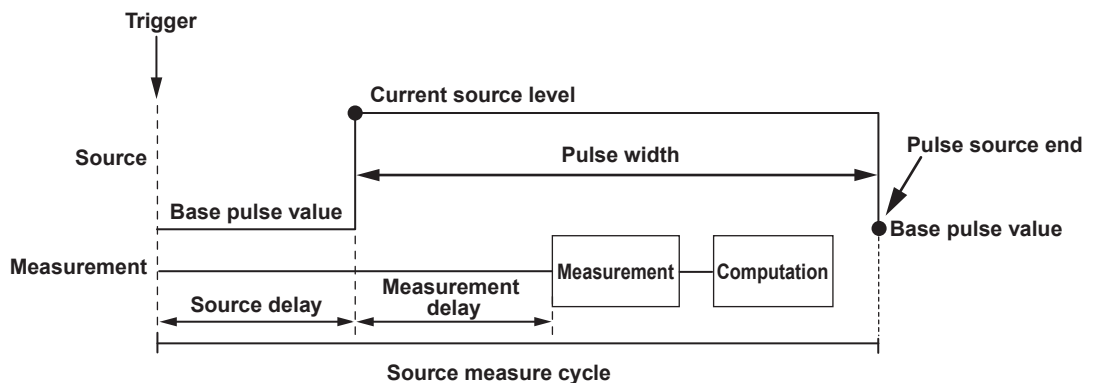 Trigger
Current source level
Source
Pulse width
Pulse source end
Base pulse value
Base pulse value
Measurement
Measurement
Computation
Source delay
Measurement
delay
Source measure cycle